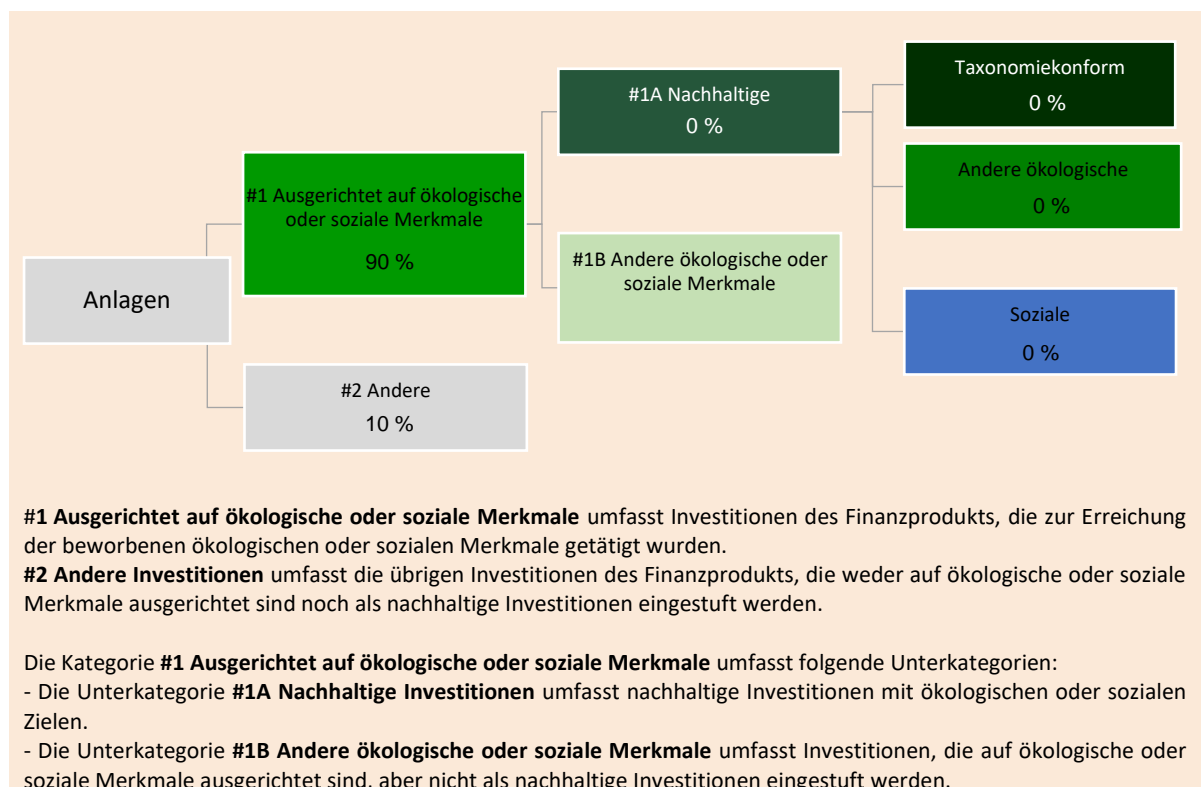 Anlagen
#1 Ausgerichtet auf ökologische
oder soziale Merkmale
90 %
#2 Andere
10 %
#1A Nachhaltige
0 %
#1B Andere ökologische oder
soziale Merkmale
Taxonomiekonform
0 %
Andere ökologische
0 %
Soziale
0 %
#1 Ausgerichtet auf ökologische oder soziale Merkmale umfasst Investitionen des Finanzprodukts, die zur Erreichung
der beworbenen ökologischen oder sozialen Merkmale getätigt wurden.
#2 Andere Investitionen umfasst die übrigen Investitionen des Finanzprodukts, die weder auf ökologische oder soziale
Merkmale ausgerichtet sind noch als nachhaltige Investitionen eingestuft werden.
Die Kategorie #1 Ausgerichtet auf ökologische oder soziale Merkmale umfasst folgende Unterkategorien:
- Die Unterkategorie #1A Nachhaltige Investitionen umfasst nachhaltige Investitionen mit ökologischen oder sozialen
Zielen.
- Die Unterkategorie #1B Andere ökologische oder soziale Merkmale umfasst Investitionen, die auf ökologische oder
soziale Merkmale ausgerichtet sind, aber nicht als nachhaltige Investitionen eingestuft werden.